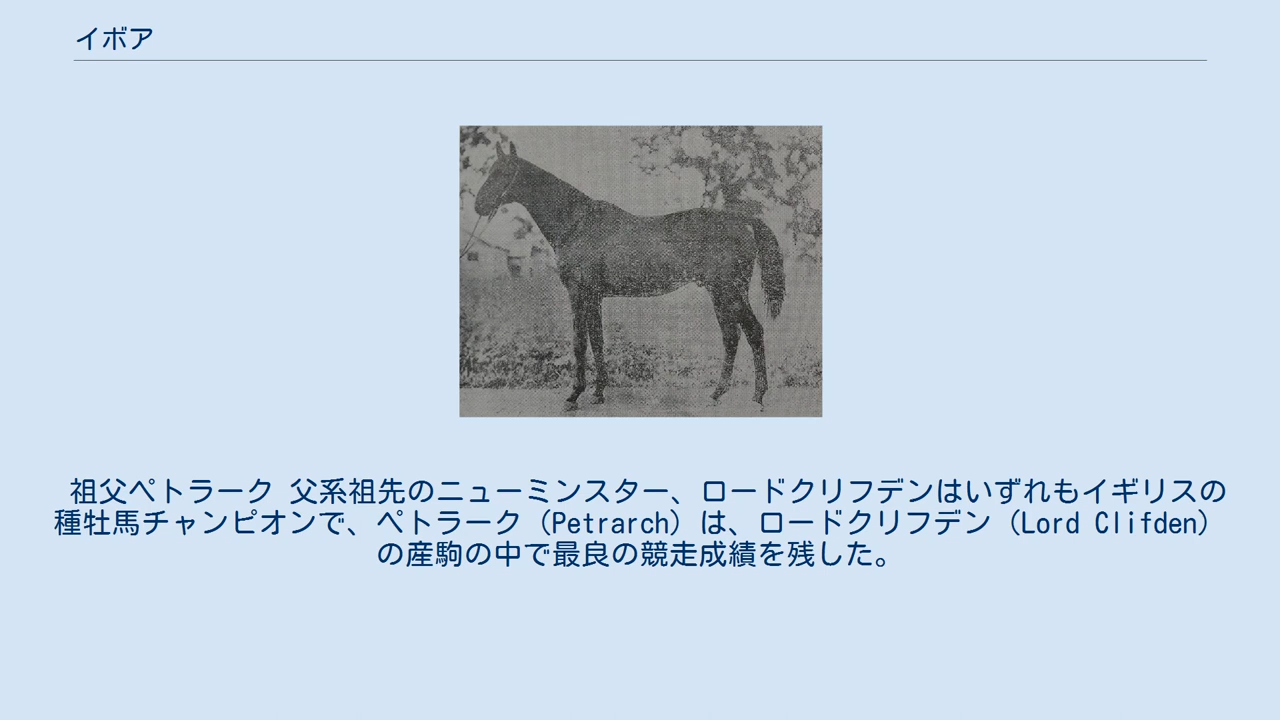 イボア
祖父ペトラーク 父系祖先のニューミンスター、ロードクリフデンはいずれもイギリスの
種牡馬チャンピオンで、ペトラーク（Petrarch）は、ロードクリフデン（Lord Clifden）
の産駒の中で最良の競走成績を残した。